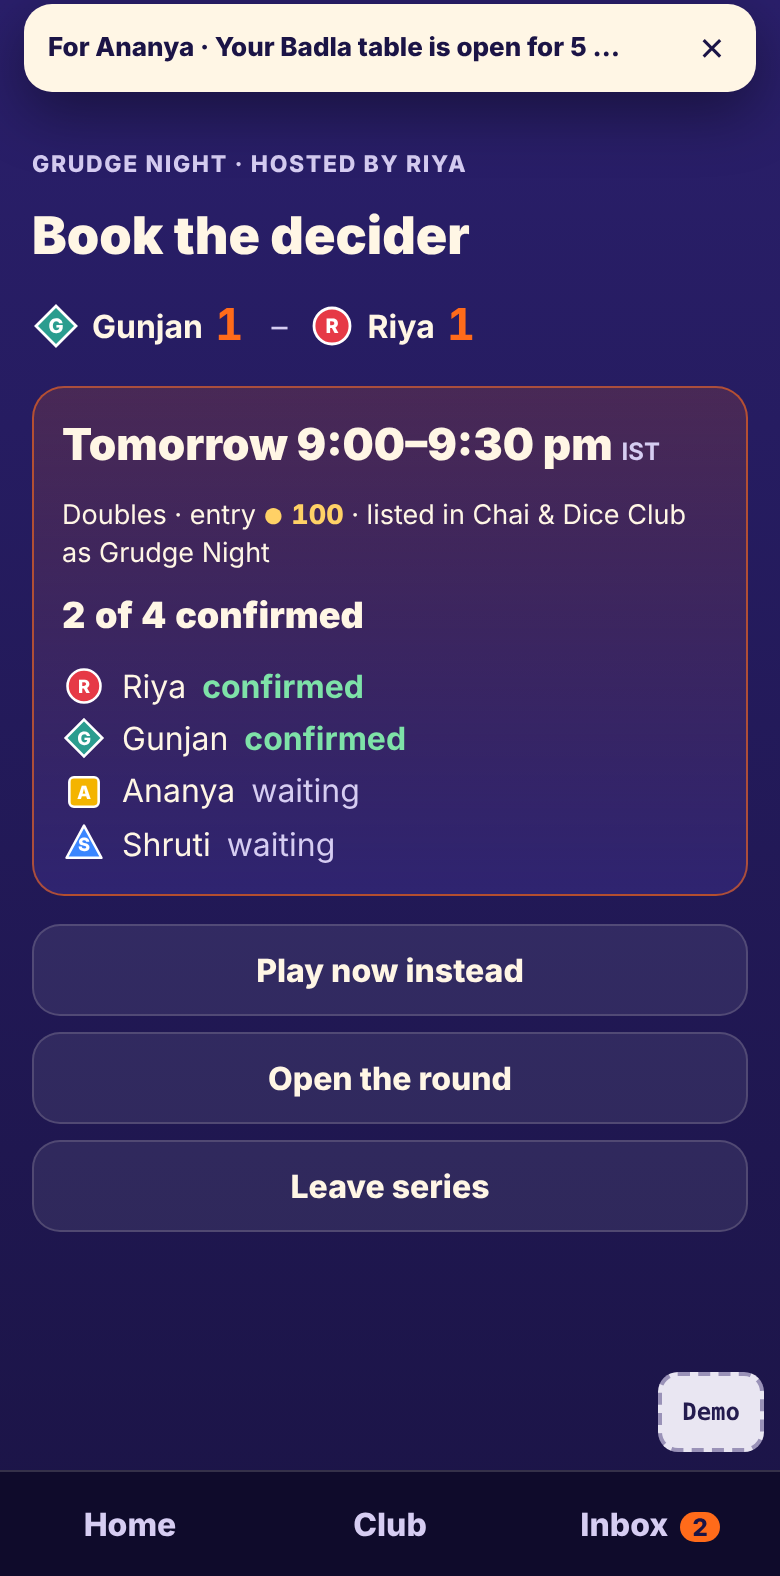 For Ananya · Your Badla table is open for 5 ...
GRUDGE NIGHT · HOSTED BY RIYA
Book the decider
G Gunjan 1 – R Riya 1
Tomorrow 9:00–9:30 pm IST
Doubles · entry 100 · listed in Chai & Dice Club
as Grudge Night
2 of 4 confirmed
R Riya confirmed
G Gunjan confirmed
A Ananya waiting
S Shruti waiting
Play now instead
Open the round
Leave series
Demo
Home Club Inbox 2